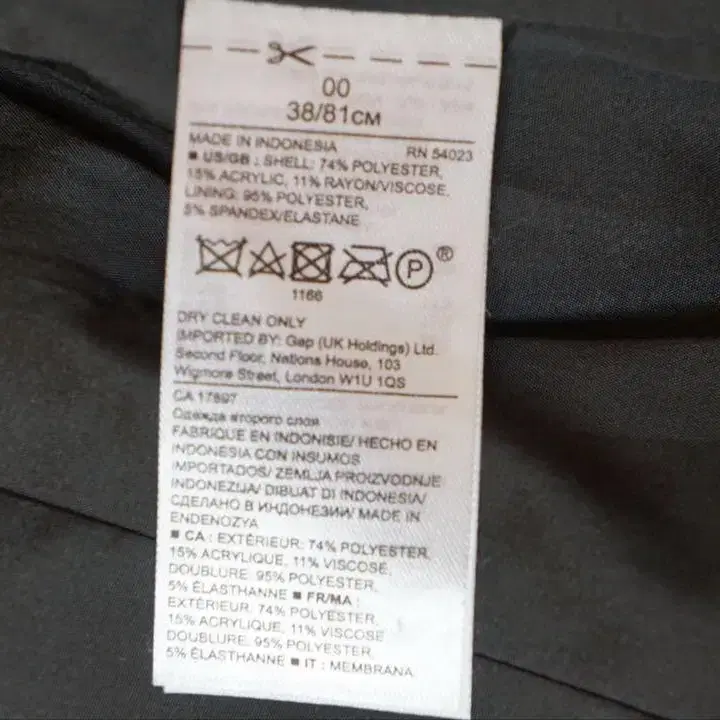 00
38/81CM
MADE IN INDONESIA RN 54023
■ US/GB : SHELL: 74% POLYESTER,
15% ACRYLIC, 11% RAYON/VISCOSE,
LINING: 95% POLYESTER,
5% SPANDEX/ELASTANE
P ®
1166
DRY CLEAN ONLY
IMPORTED BY: Gap (UK Holdings) Ltd.
Second Floor, Nations House, 103
Wigmore Street, London W1U 1QS
CA 17897
Одежда второго слоя
FABRIQUÉ EN INDONISIE/ HECHO EN
INDONESIA CON INSUMOS
IMPORTADOS/ ZEMLJA PROIZVODNJE
INDONEZIJA/ DIBUAT DI INDONESIA/
СДЕЛАНО В ИНДОНЕЗИИ/ MADE IN
ENDENOZYA
■ CA : EXTÉRIEUR: 74% POLYESTER,
15% ACRYLIQUE, 11% VISCOSE,
DOUBLURE: 95% POLYESTER,
5% ÉLASTHANNE ■ FR/MA :
EXTÉRIEUR: 74% POLYESTER,
15% ACRYLIQUE, 11% VISCOSE
DOUBLURE: 95% POLYESTER,
5% ÉLASTHANNE ■ IT : MEMBRANA